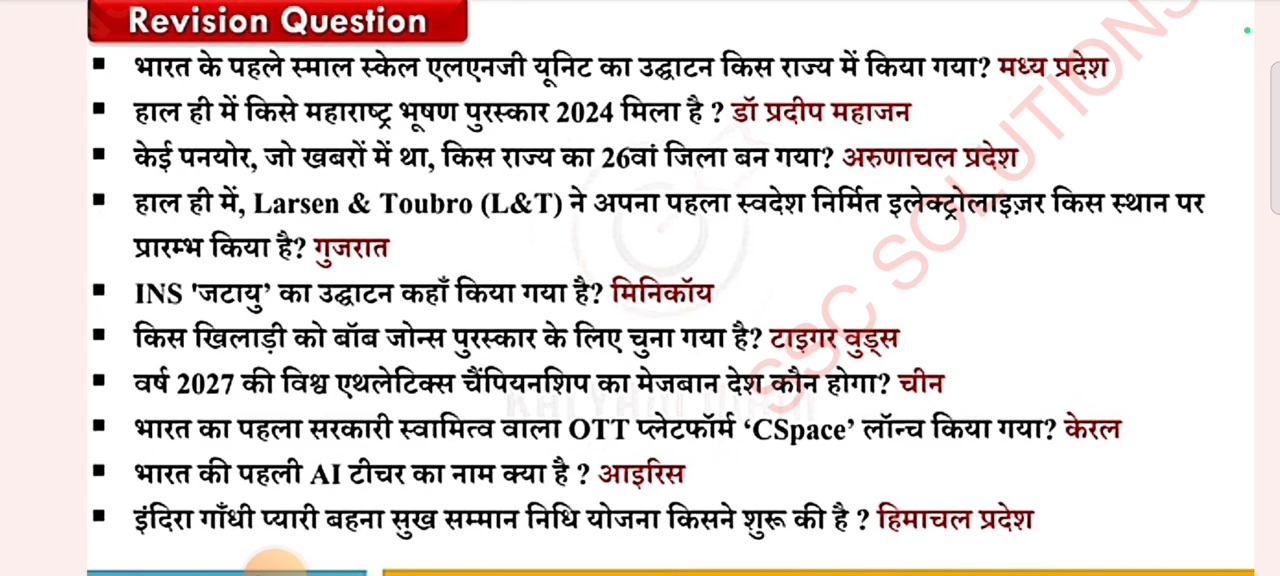 Revision Question
▪ भारत के पहले स्माल स्केल एलएनजी यूनिट का उद्घाटन किस राज्य में किया गया? मध्य प्रदेश
▪ हाल ही में किसे महाराष्ट्र भूषण पुरस्कार 2024 मिला है ? डॉ प्रदीप महाजन
▪ केई पनयोर, जो खबरों में था, किस राज्य का 26वां जिला बन गया? अरुणाचल प्रदेश
▪ हाल ही में, Larsen & Toubro (L&T) ने अपना पहला स्वदेश निर्मित इलेक्ट्रोलाइज़र किस स्थान पर
प्रारम्भ किया है? गुजरात
▪ INS 'जटायु’ का उद्घाटन कहाँ किया गया है? मिनिकॉय
▪ किस खिलाड़ी को बॉब जोन्स पुरस्कार के लिए चुना गया है? टाइगर वुड्स
▪ वर्ष 2027 की विश्व एथलेटिक्स चैंपियनशिप का मेजबान देश कौन होगा? चीन
▪ भारत का पहला सरकारी स्वामित्व वाला OTT प्लेटफॉर्म ‘CSpace’ लॉन्च किया गया? केरल
▪ भारत की पहली AI टीचर का नाम क्या है ? आइरिस
▪ इंदिरा गाँधी प्यारी बहना सुख सम्मान निधि योजना किसने शुरू की है ? हिमाचल प्रदेश
SSC SOLUTIONS